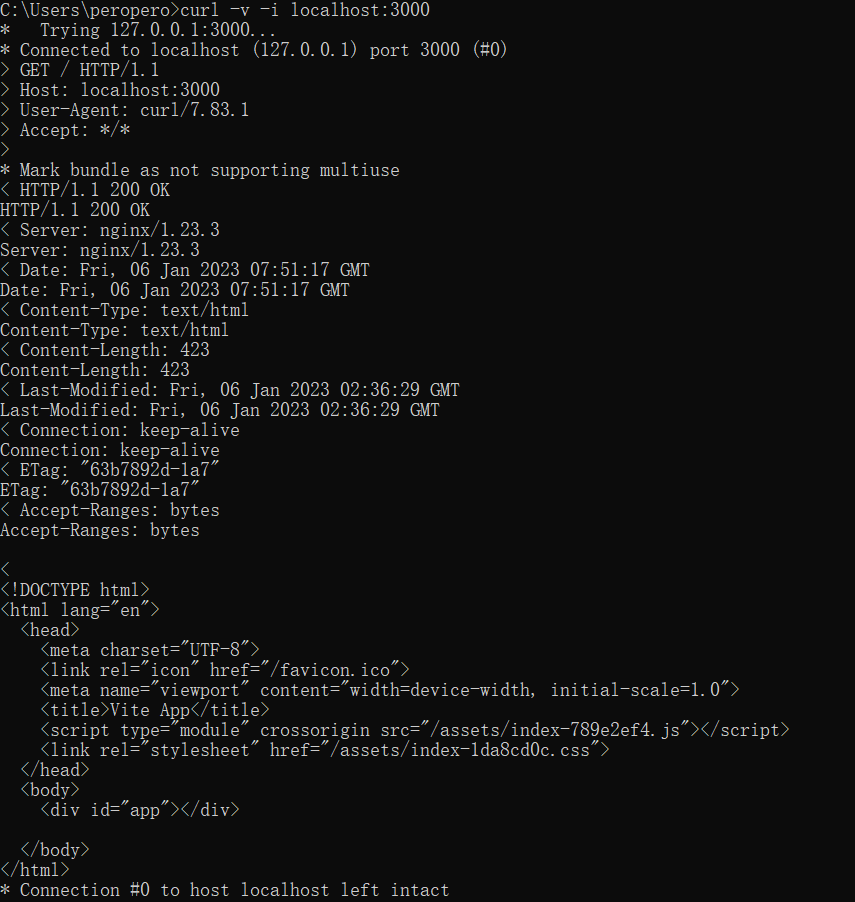 C:\Users\peropero>curl -v -i localhost:3000
*   Trying 127.0.0.1:3000...
* Connected to localhost (127.0.0.1) port 3000 (#0)
> GET / HTTP/1.1
> Host: localhost:3000
> User-Agent: curl/7.83.1
> Accept: */*
>
* Mark bundle as not supporting multiuse
< HTTP/1.1 200 OK
HTTP/1.1 200 OK
< Server: nginx/1.23.3
Server: nginx/1.23.3
< Date: Fri, 06 Jan 2023 07:51:17 GMT
Date: Fri, 06 Jan 2023 07:51:17 GMT
< Content-Type: text/html
Content-Type: text/html
< Content-Length: 423
Content-Length: 423
< Last-Modified: Fri, 06 Jan 2023 02:36:29 GMT
Last-Modified: Fri, 06 Jan 2023 02:36:29 GMT
< Connection: keep-alive
Connection: keep-alive
< ETag: "63b7892d-1a7"
ETag: "63b7892d-1a7"
< Accept-Ranges: bytes
Accept-Ranges: bytes

<
<!DOCTYPE html>
<html lang="en">
  <head>
    <meta charset="UTF-8">
    <link rel="icon" href="/favicon.ico">
    <meta name="viewport" content="width=device-width, initial-scale=1.0">
    <title>Vite App</title>
    <script type="module" crossorigin src="/assets/index-789e2ef4.js"></script>
    <link rel="stylesheet" href="/assets/index-1da8cd0c.css">
  </head>
  <body>
    <div id="app"></div>

  </body>
</html>
* Connection #0 to host localhost left intact